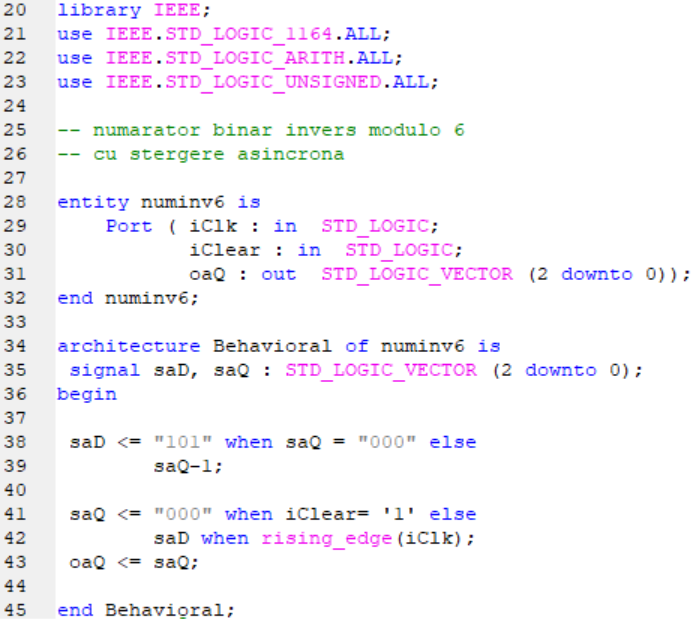 20 library IEEE;
21 use IEEE.STD_LOGIC_1164.ALL;
22 use IEEE.STD_LOGIC_ARITH.ALL;
23 use IEEE.STD_LOGIC_UNSIGNED.ALL;
24
25 -- numarator binar invers modulo 6
26 -- cu stergere asincrona
27
28 entity numinv6 is
29     Port ( iClk : in  STD_LOGIC;
30            iClear : in  STD_LOGIC;
31            oaQ : out  STD_LOGIC_VECTOR (2 downto 0));
32 end numinv6;
33
34 architecture Behavioral of numinv6 is
35  signal saD, saQ : STD_LOGIC_VECTOR (2 downto 0);
36 begin
37
38  saD <= "101" when saQ = "000" else
39         saQ-1;
40
41  saQ <= "000" when iClear= '1' else
42         saD when rising_edge(iClk);
43  oaQ <= saQ;
44
45 end Behavioral;